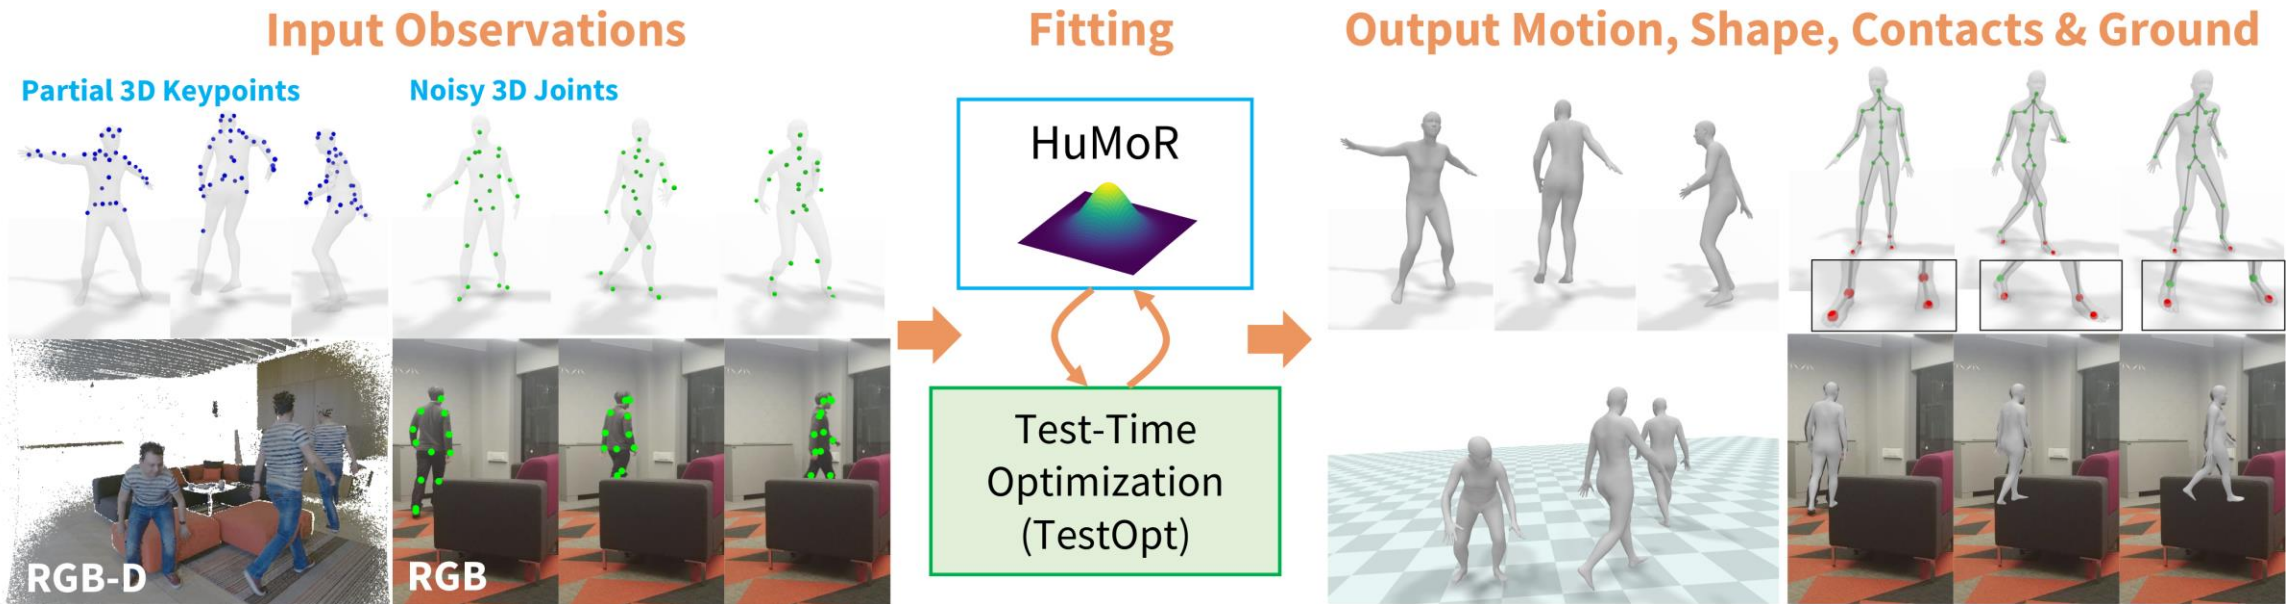 Input Observations
Fitting
Output Motion, Shape, Contacts & Ground
Partial 3D Keypoints
Noisy 3D Joints
HuMoR
Test-Time
Optimization
(TestOpt)
RGB-D
RGB